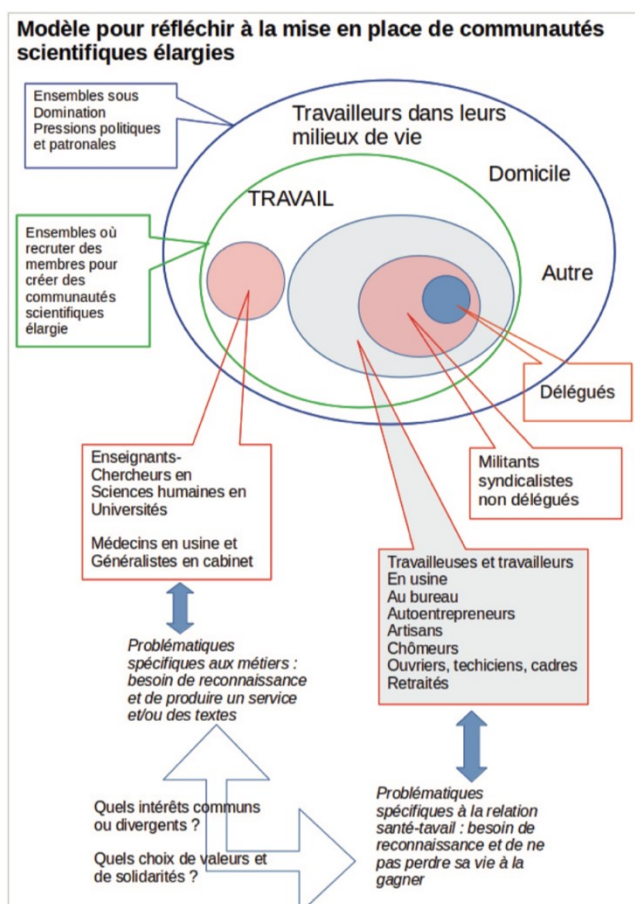 Modèle pour réfléchir à la mise en place de communautés
scientifiques élargies
Ensembles sous
Domination
Pressions politiques
et patronales
Travailleurs dans leurs
milieux de vie
Domicile
TRAVAIL
Ensembles où
recruter des
membres pour
créer des
communautés
scientifiques
élargie
Autre
Délégués
Enseignants-
Chercheurs en
Sciences humaines en
Universités
Médecins en usine et
Généralistes en cabinet
Militants
syndicalistes
non délégués
Travailleuses et travailleurs
En usine
Au bureau
Autoentrepreneurs
Artisans
Chômeurs
Ouvriers, techiciens, cadres
Retraités
Problématiques
spécifiques aux métiers :
besoin de reconnaissance
et de produire un service
et/ou des textes
Quels intérêts communs
ou divergents ?
Quels choix de valeurs et
de solidarités ?
Problématiques
spécifiques à la relation
santé-tavail : besoin de
reconnaissance et de ne
pas perdre sa vie à la
gagner